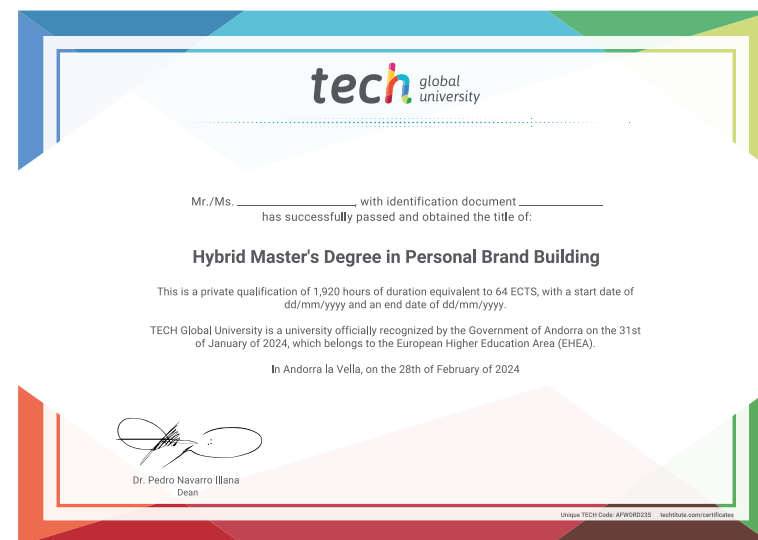 tech global university
Mr./Ms. ____________, with identification document ____________
has successfully passed and obtained the title of:
Hybrid Master's Degree in Personal Brand Building
This is a private qualification of 1,920 hours of duration equivalent to 64 ECTS, with a start date of
dd/mm/yyyy and an end date of dd/mm/yyyy.
TECH Global University is a university officially recognized by the Government of Andorra on the 31st
of January of 2024, which belongs to the European Higher Education Area (EHEA).
In Andorra la Vella, on the 28th of February of 2024
Dr. Pedro Navarro Illana
Dean
Unique TECH Code: AFWORD23S techtitute.com/certificates